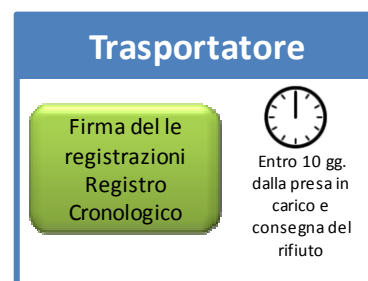 Trasportatore
Firma del le
registrazioni
Registro
Cronologico
Entro 10 gg.
dalla presa in
carico e
consegna del
rifiuto